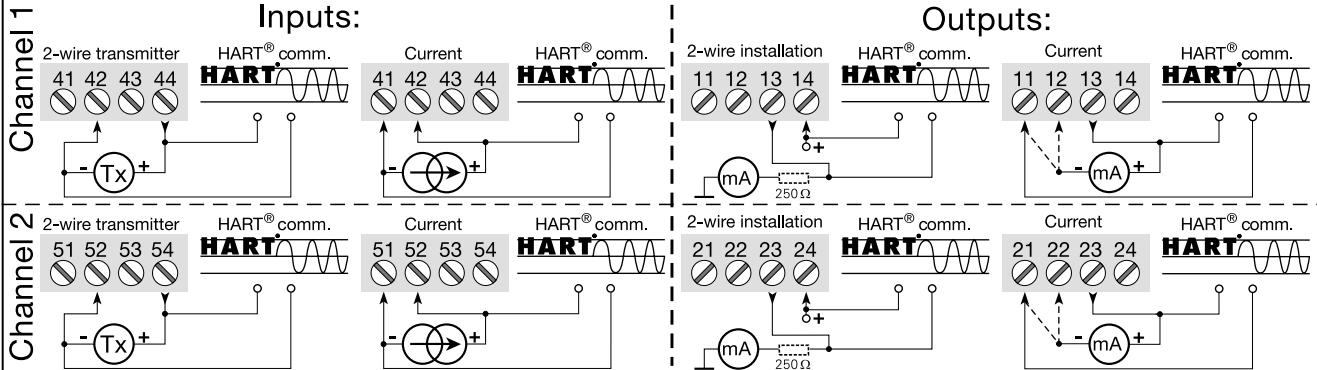 Inputs:
Outputs:
Channel 1
2-wire transmitter
HART® comm.
Current
HART® comm.
2-wire installation
HART® comm.
Current
HART® comm.
41 42 43 44
HART
41 42 43 44
HART
11 12 13 14
HART
11 12 13 14
HART
+
- Tx +
- +
mA
250 Ω
- mA +
Channel 2
2-wire transmitter
HART® comm.
Current
HART® comm.
2-wire installation
HART® comm.
Current
HART® comm.
51 52 53 54
HART
51 52 53 54
HART
21 22 23 24
HART
21 22 23 24
HART
+
- Tx +
- +
mA
250 Ω
- mA +